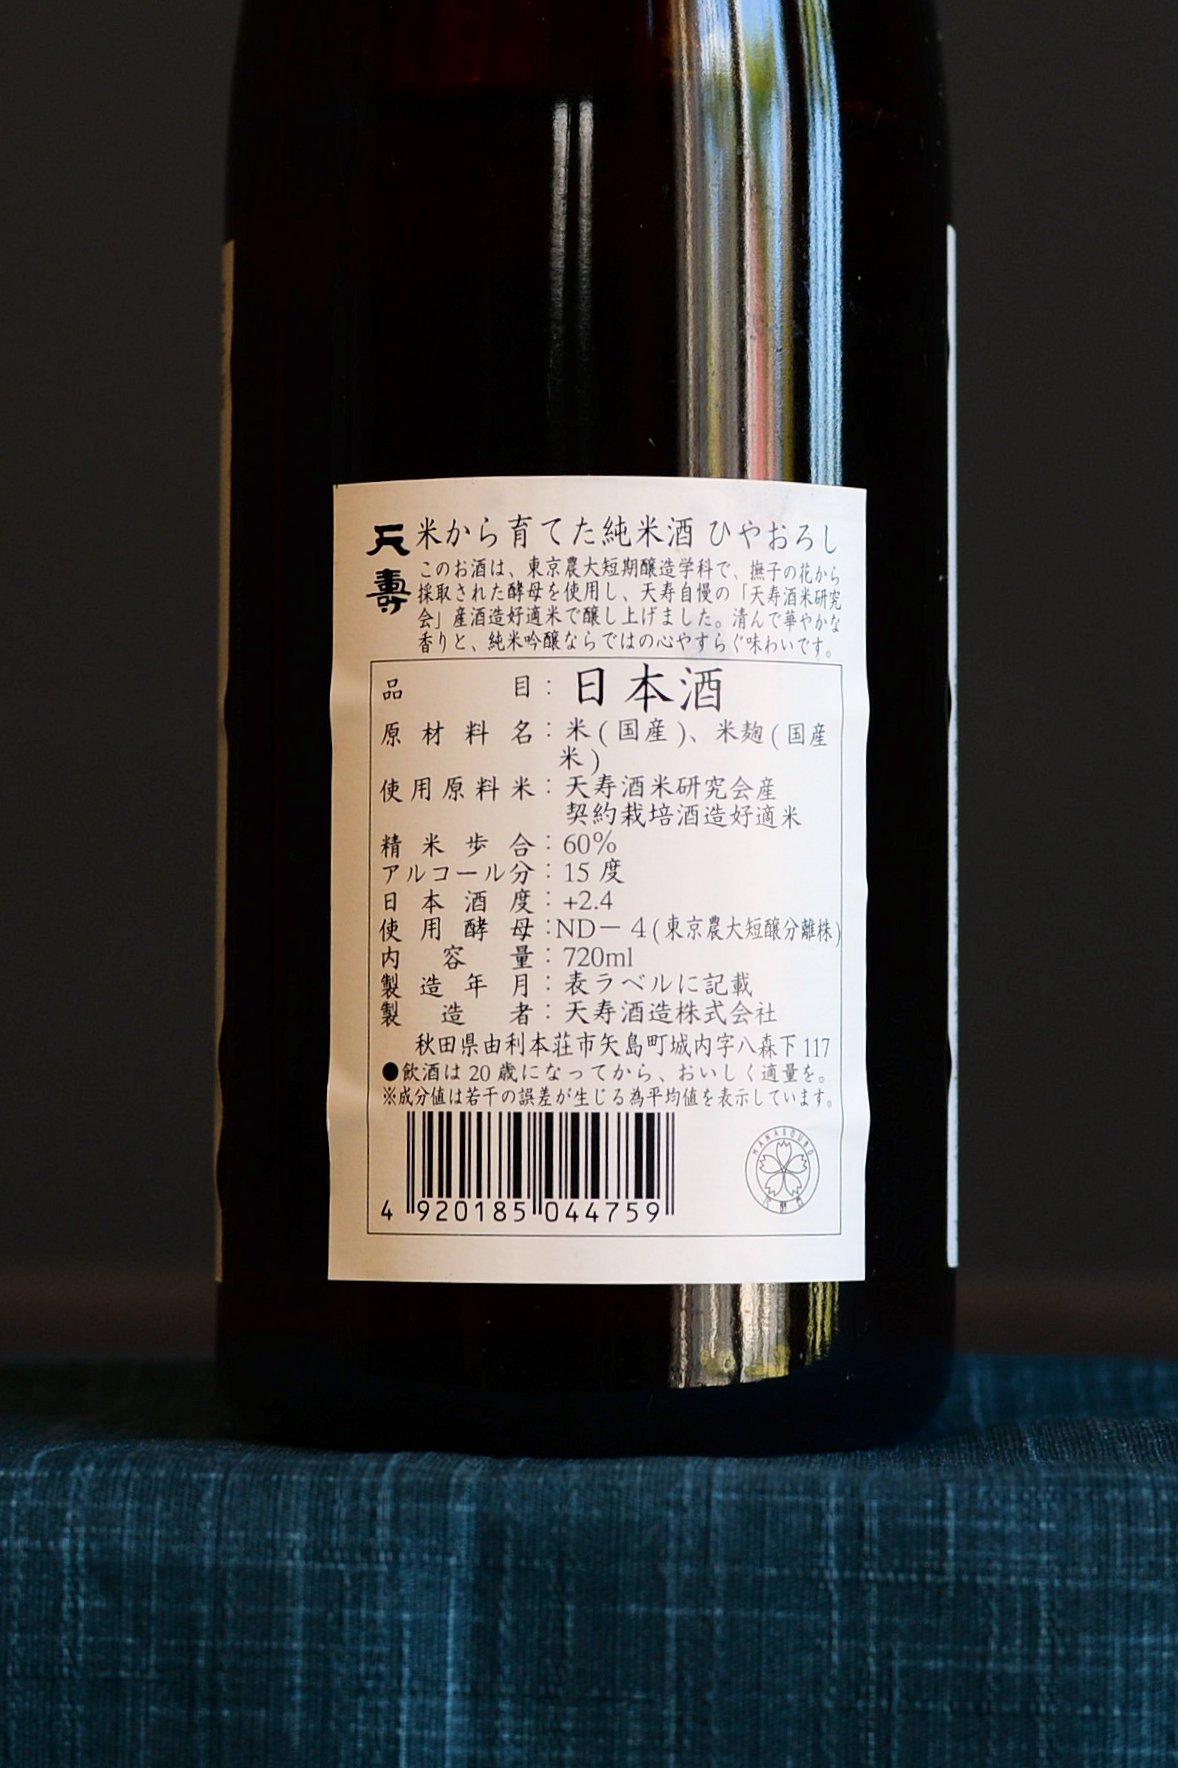 天壽
米から育てた純米酒 ひやおろし
このお酒は、東京農大短期醸造学科で、撫子の花から
採取された酵母を使用し、天寿自慢の「天寿酒米研究
会」産酒造好適米で醸し上げました。清んで華やかな
香りと、純米吟醸ならではの心やすらぐ味わいです。
品目：日本酒
原材料名：米(国産)、米麹(国産
米)
使用原料米：天寿酒米研究会産
契約栽培酒造好適米
精米歩合：60%
アルコール分：15度
日本酒度：+2.4
使用酵母：ND－4(東京農大短醸分離株)
内容量：720ml
製造年月：表ラベルに記載
製造者：天寿酒造株式会社
秋田県由利本荘市矢島町城内字八森下117
●飲酒は20歳になってから、おいしく適量を。
※成分値は若干の誤差が生じる為平均値を表示しています。
4 920185 044759
HANAKOUBO